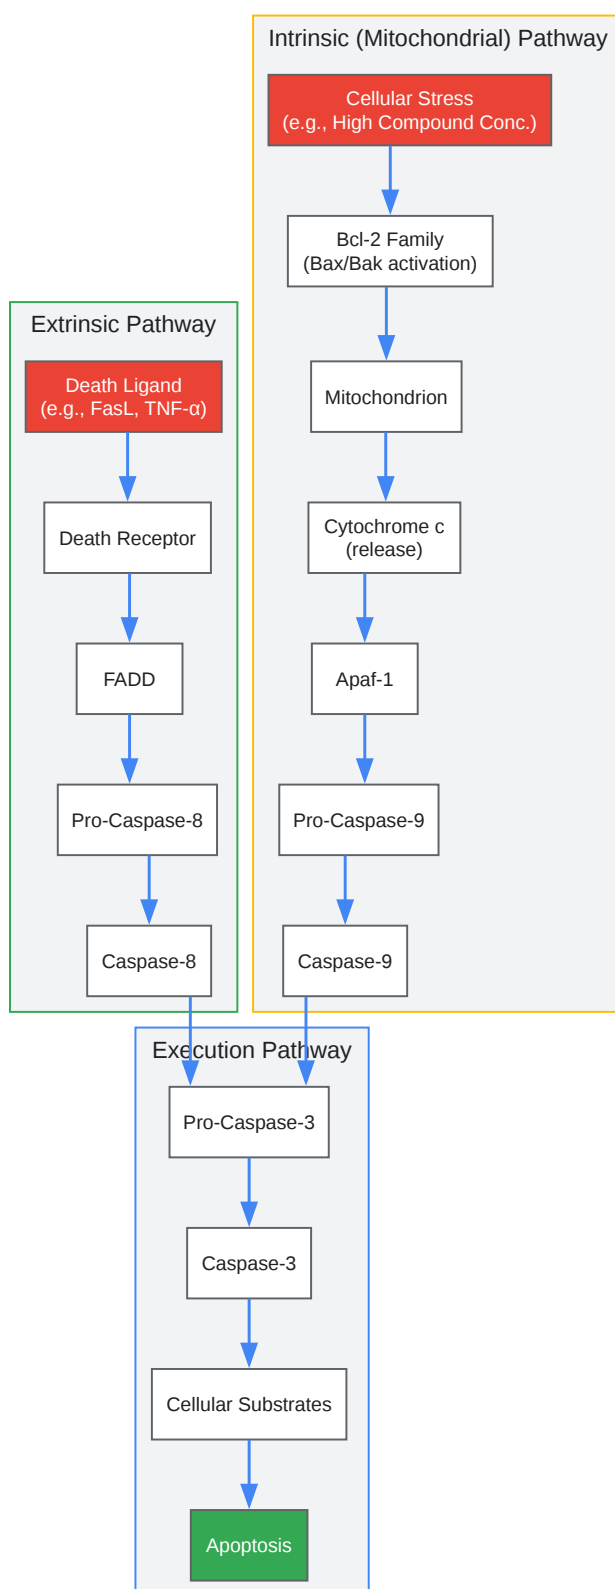 Intrinsic (Mitochondrial) Pathway
Cellular Stress
(e.g., High Compound Conc.)
Bcl-2 Family
(Bax/Bak activation)
Mitochondrion
Cytochrome c
(release)
Apaf-1
Pro-Caspase-9
Caspase-9
Extrinsic Pathway
Death Ligand
(e.g., FasL, TNF-α)
Death Receptor
FADD
Pro-Caspase-8
Caspase-8
Execution Pathway
Pro-Caspase-3
Caspase-3
Cellular Substrates
Apoptosis